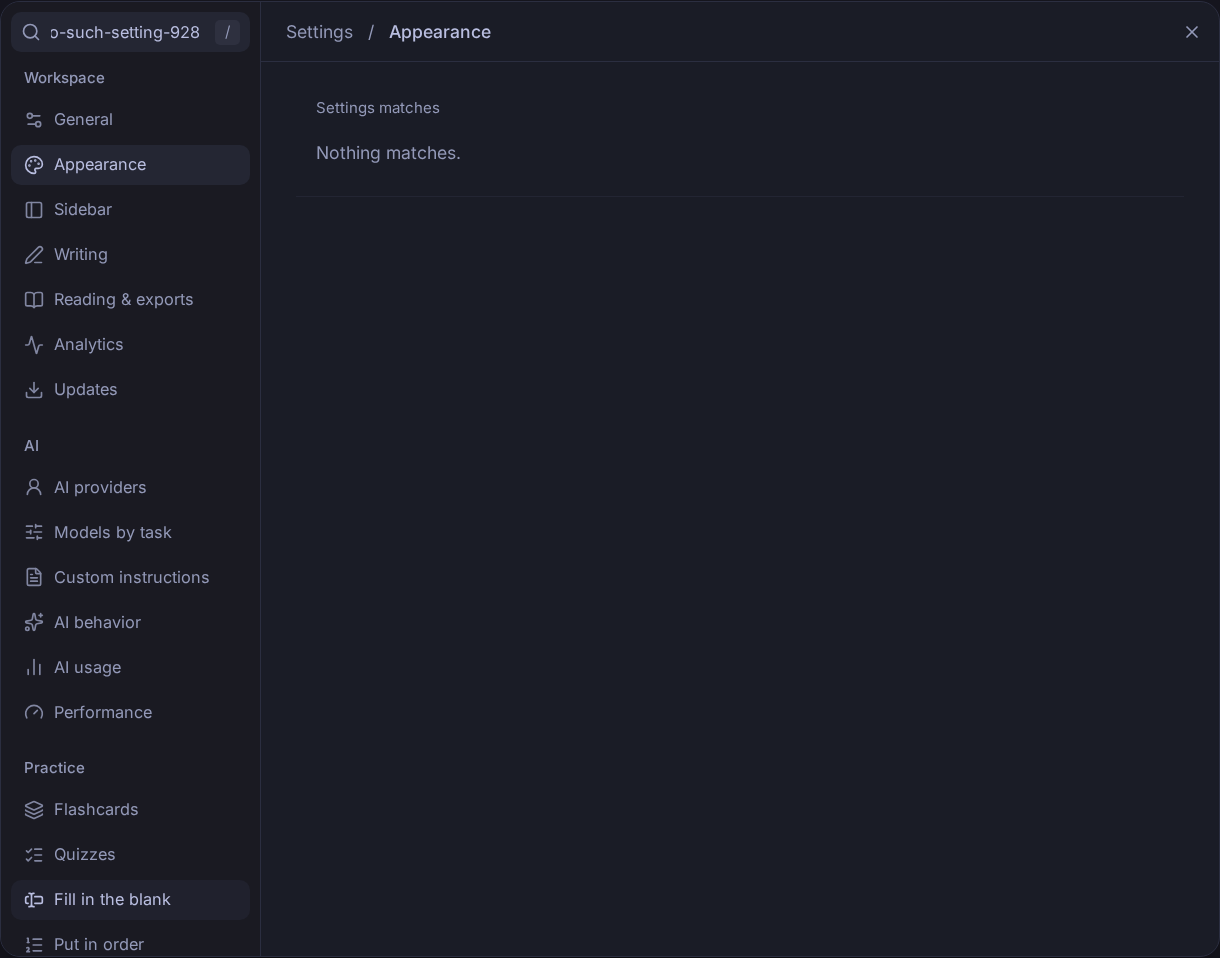 o-such-setting-928 /
Workspace
General
Appearance
Sidebar
Writing
Reading & exports
Analytics
Updates
AI
AI providers
Models by task
Custom instructions
AI behavior
AI usage
Performance
Practice
Flashcards
Quizzes
Fill in the blank
Put in order
Settings / Appearance
Settings matches
Nothing matches.